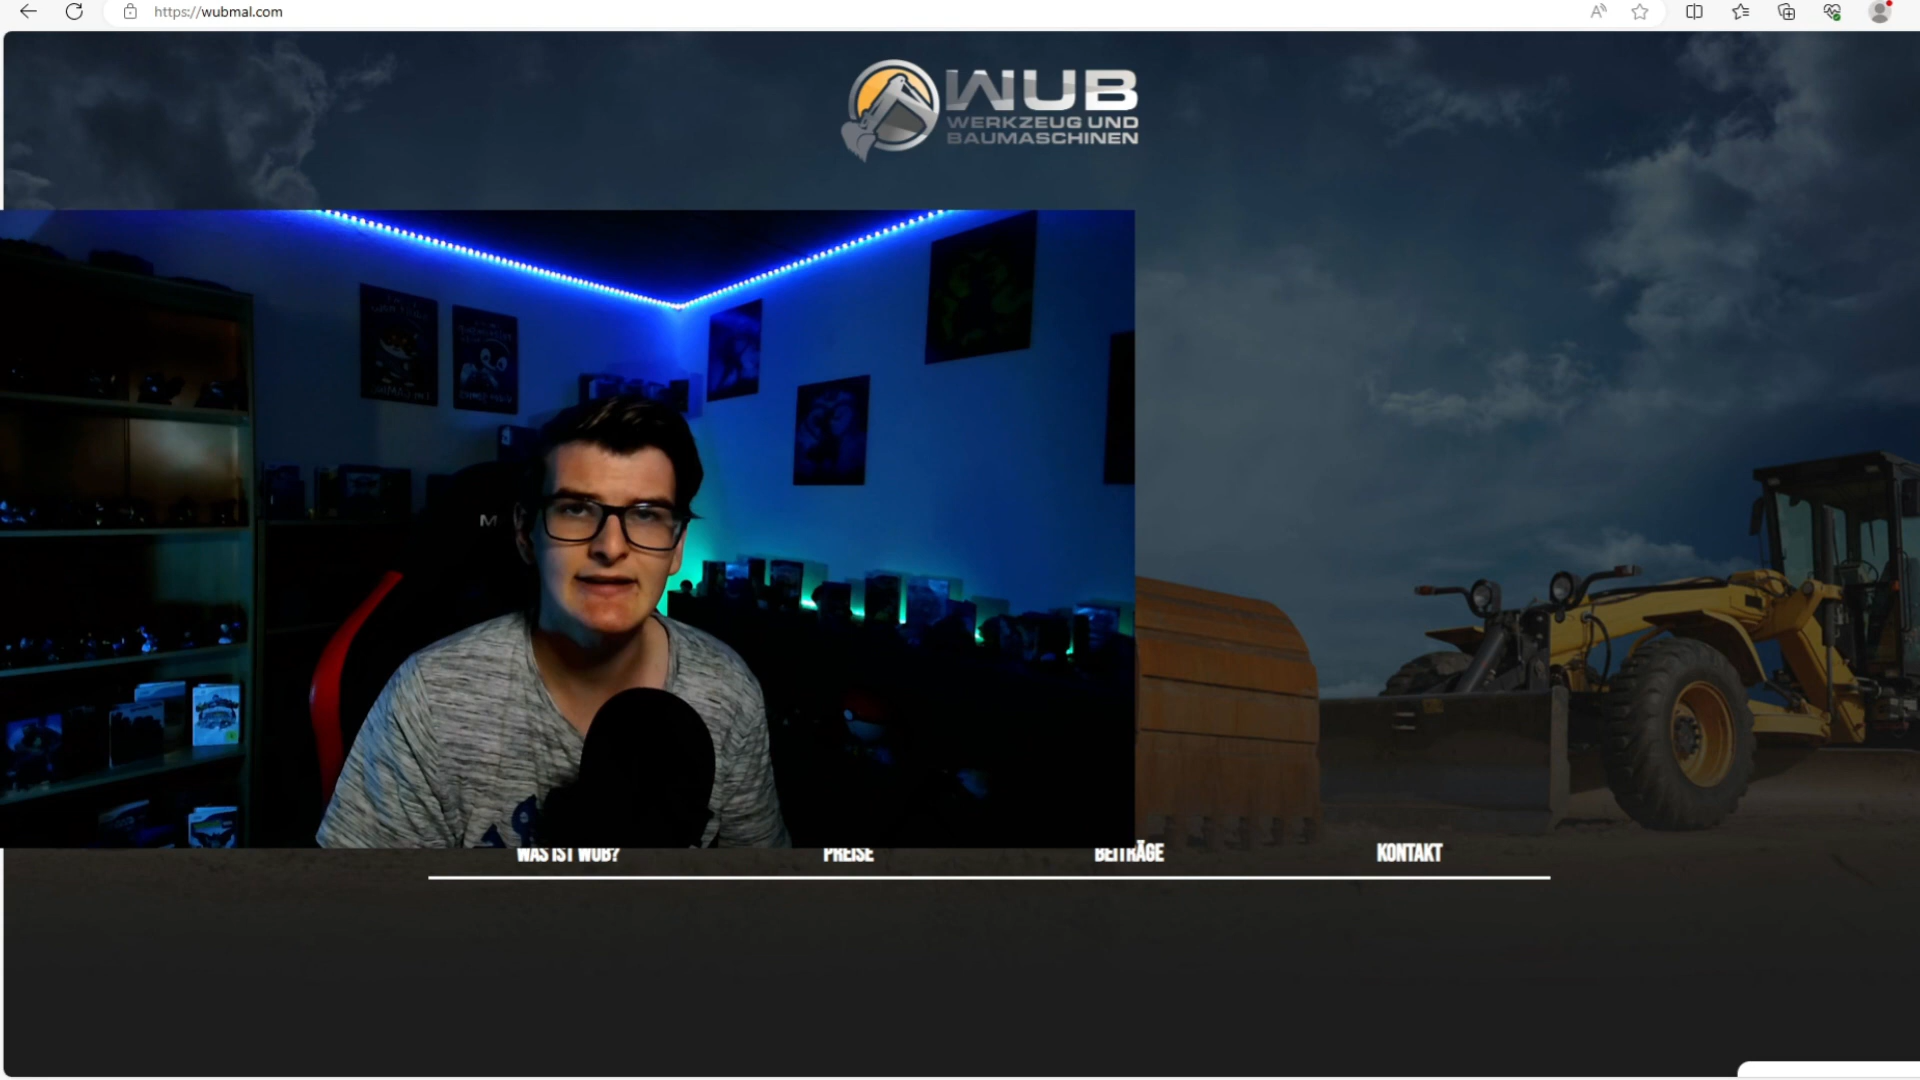 https://wubmal.com
WUB
WERKZEUG UND
BAUMASCHINEN
M
WAS IST WUB?
PREISE
BEITRÄGE
KONTAKT